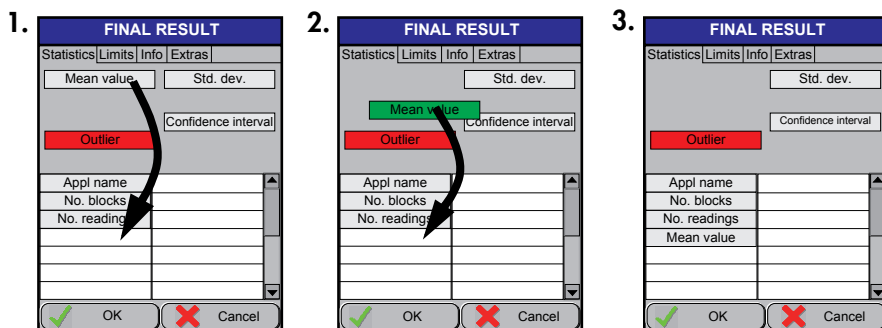 1.
FINAL RESULT
Statistics Limits Info Extras
Mean value Std. dev.
Confidence interval
Outlier
Appl name
No. blocks
No. readings
OK Cancel
2.
FINAL RESULT
Statistics Limits Info Extras
Std. dev.
Mean value
Confidence interval
Outlier
Appl name
No. blocks
No. readings
OK Cancel
3.
FINAL RESULT
Statistics Limits Info Extras
Std. dev.
Confidence interval
Outlier
Appl name
No. blocks
No. readings
Mean value
OK Cancel